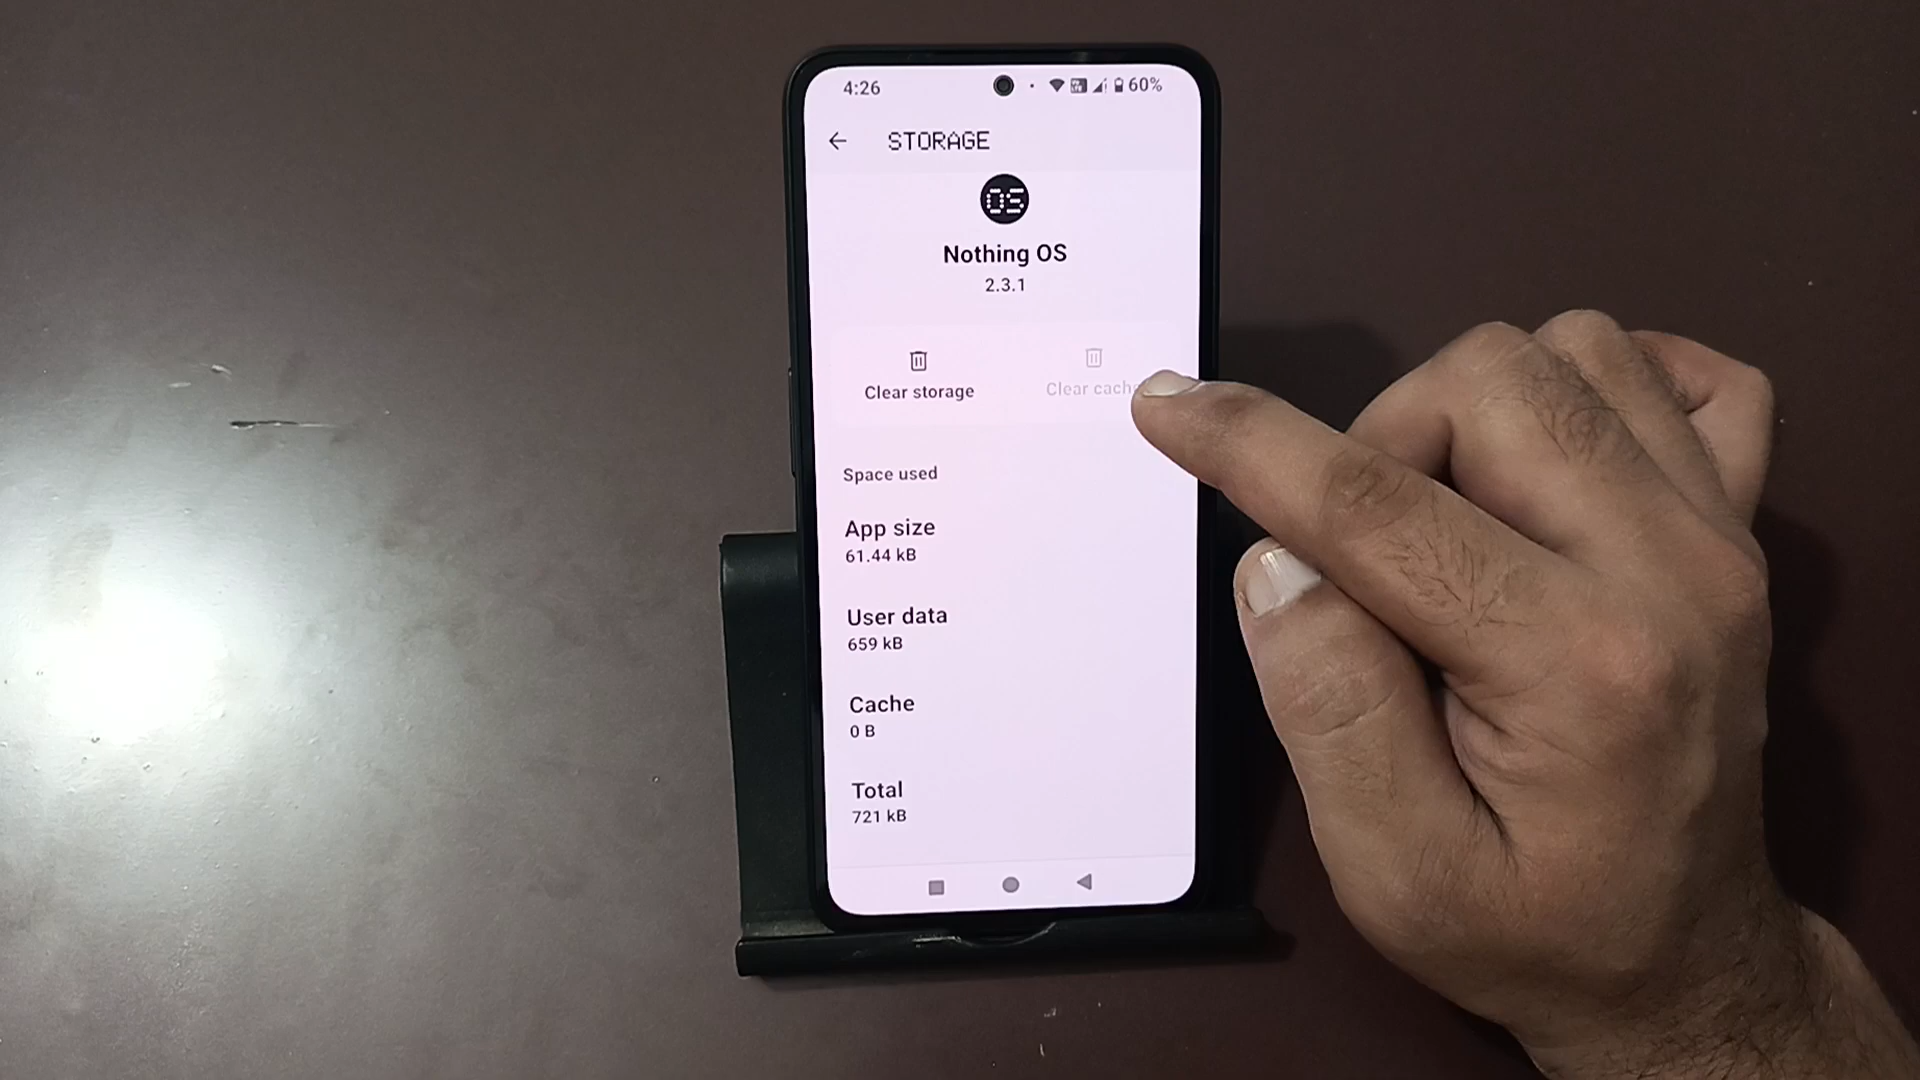 4:26
60%
STORAGE
OS
Nothing OS
2.3.1
Clear storage
Clear cache
Space used
App size
61.44 kB
User data
659 kB
Cache
0 B
Total
721 kB